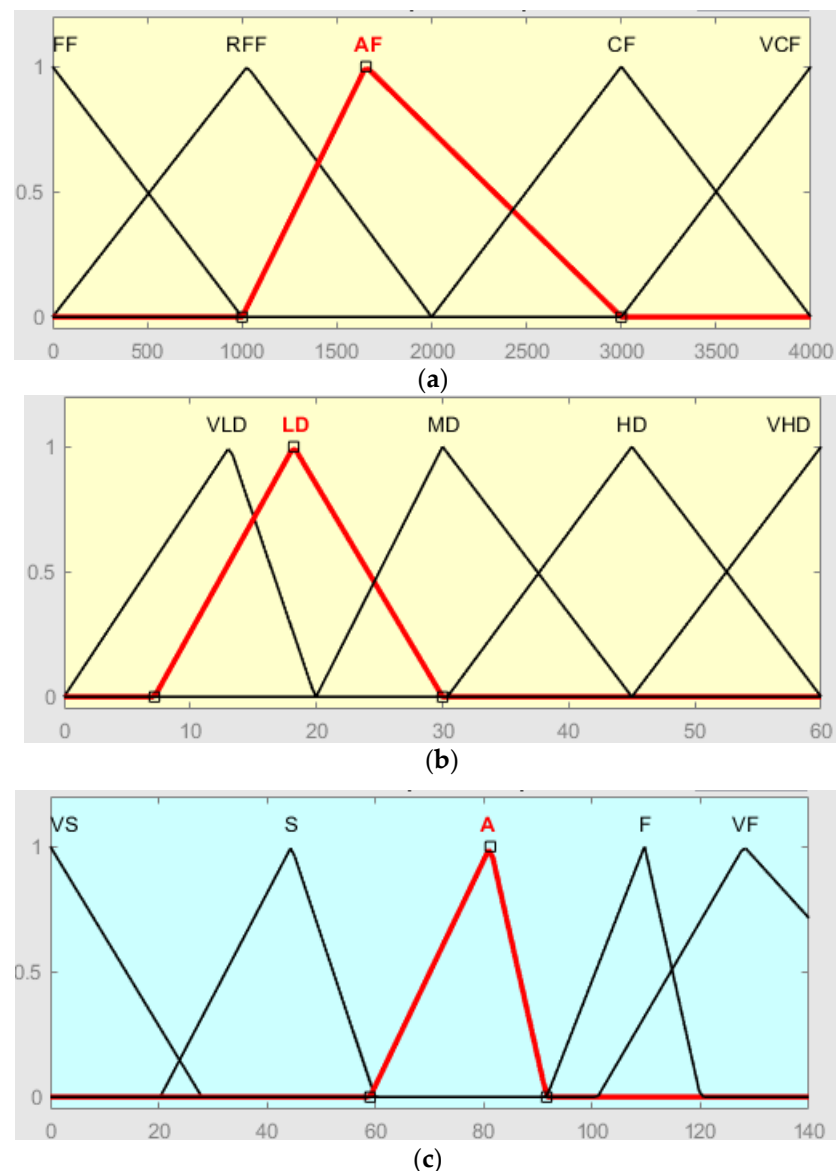 FF RFF AF CF VCF
1
0.5
0
0 500 1000 1500 2000 2500 3000 3500 4000
(a)
VLD LD MD HD VHD
1
0.5
0
0 10 20 30 40 50 60
(b)
VS S A F VF
1
0.5
0
0 20 40 60 80 100 120 140
(c)